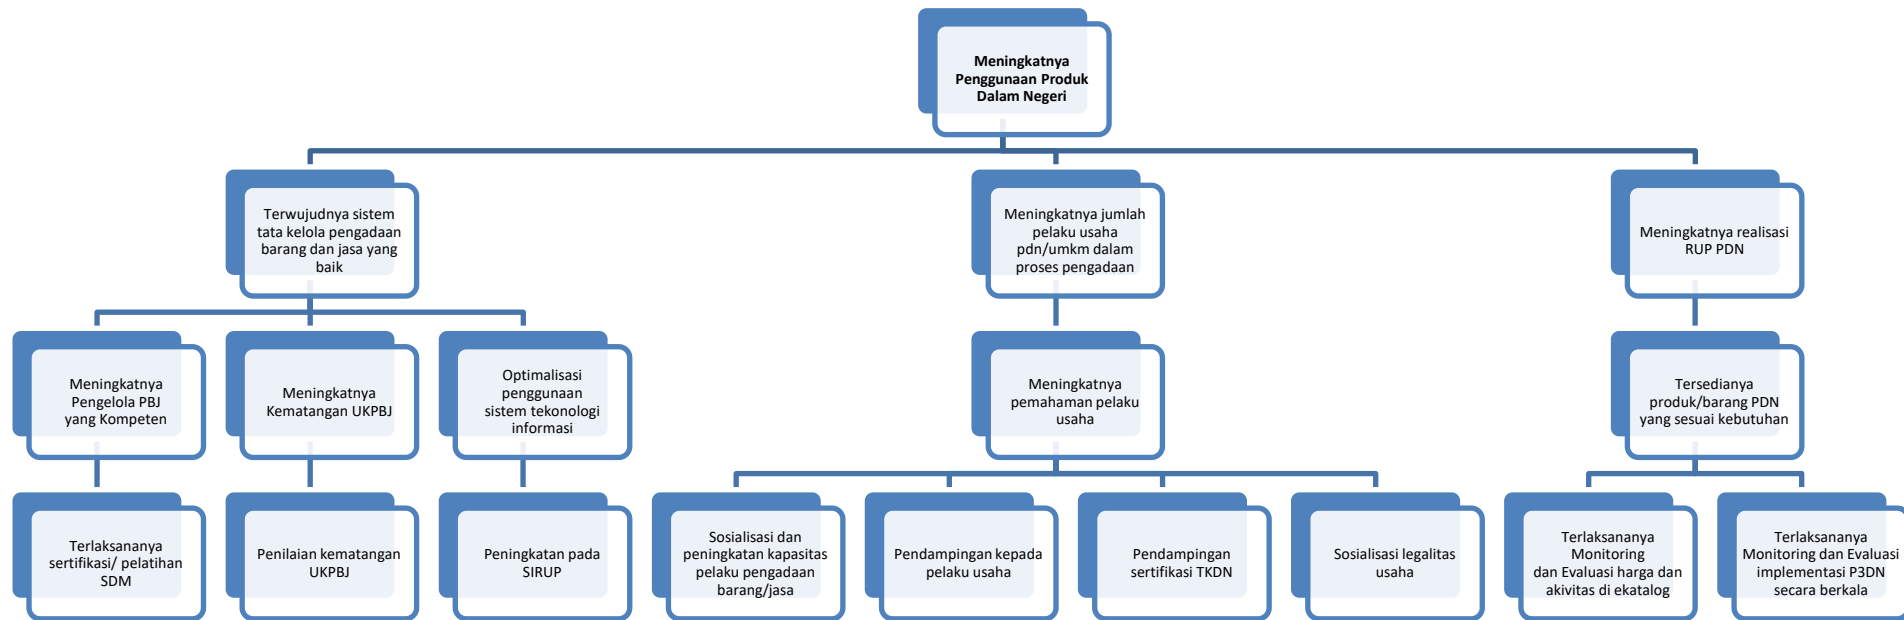 Meningkatnya
Penggunaan Produk
Dalam Negeri
Terwujudnya sistem
tata kelola pengadaan
barang dan jasa yang
baik
Meningkatnya jumlah
pelaku usaha
pdn/umkm dalam
proses pengadaan
Meningkatnya realisasi
RUP PDN
Meningkatnya
Pengelola PBJ
yang Kompeten
Meningkatnya
Kematangan UKPBJ
Optimalisasi
penggunaan
sistem tekonologi
informasi
Meningkatnya
pemahaman pelaku
usaha
Tersedianya
produk/barang PDN
yang sesuai kebutuhan
Terlaksananya
sertifikasi/ pelatihan
SDM
Penilaian kematangan
UKPBJ
Peningkatan pada
SIRUP
Sosialisasi dan
peningkatan kapasitas
pelaku pengadaan
barang/jasa
Pendampingan kepada
pelaku usaha
Pendampingan
sertifikasi TKDN
Sosialisasi legalitas
usaha
Terlaksananya
Monitoring
dan Evaluasi harga dan
akivitas di ekatalog
Terlaksananya
Monitoring dan Evaluasi
implementasi P3DN
secara berkala